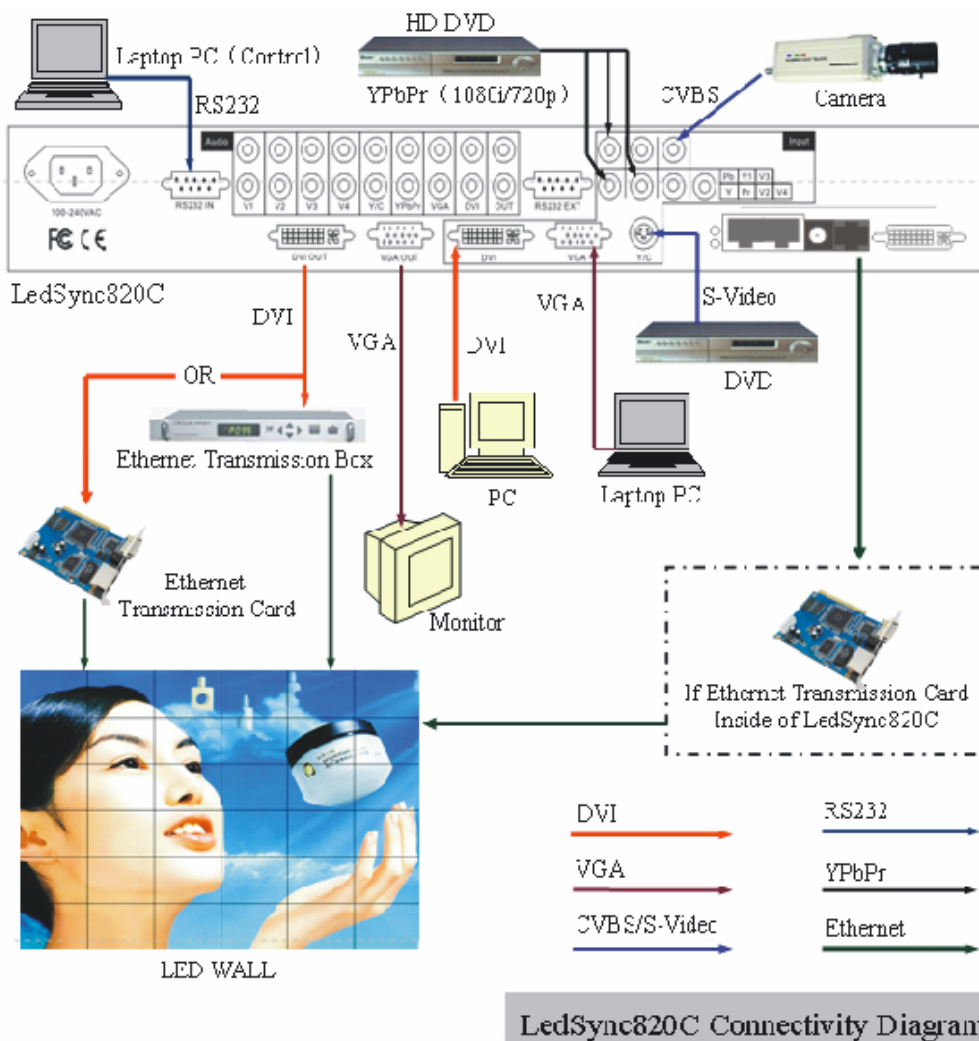 HD DVD
Laptop PC (Control)
YPbPr (1080i/720p)
CVBS
Camera
RS232
Audio
Input
100-240VAC
RS232 IN
V1 V2 V3 V4 Y/C YPbPr VGA DVI OUT
RS232 EXT
Pb Y1 V3
Y Pr V2 V4
FC CE
DVI OUT
VGA OUT
DVI
VGA
Y/C
LedSync820C
DVI
VGA
DVI
VGA
S-Video
DVD
OR
Ethernet Transmission Box
PC
Laptop PC
Ethernet
Transmission Card
Monitor
If Ethernet Transmission Card
Inside of LedSync820C
LED WALL
DVI
RS232
VGA
YPbPr
CVBS/S-Video
Ethernet
LedSync820C Connectivity Diagram